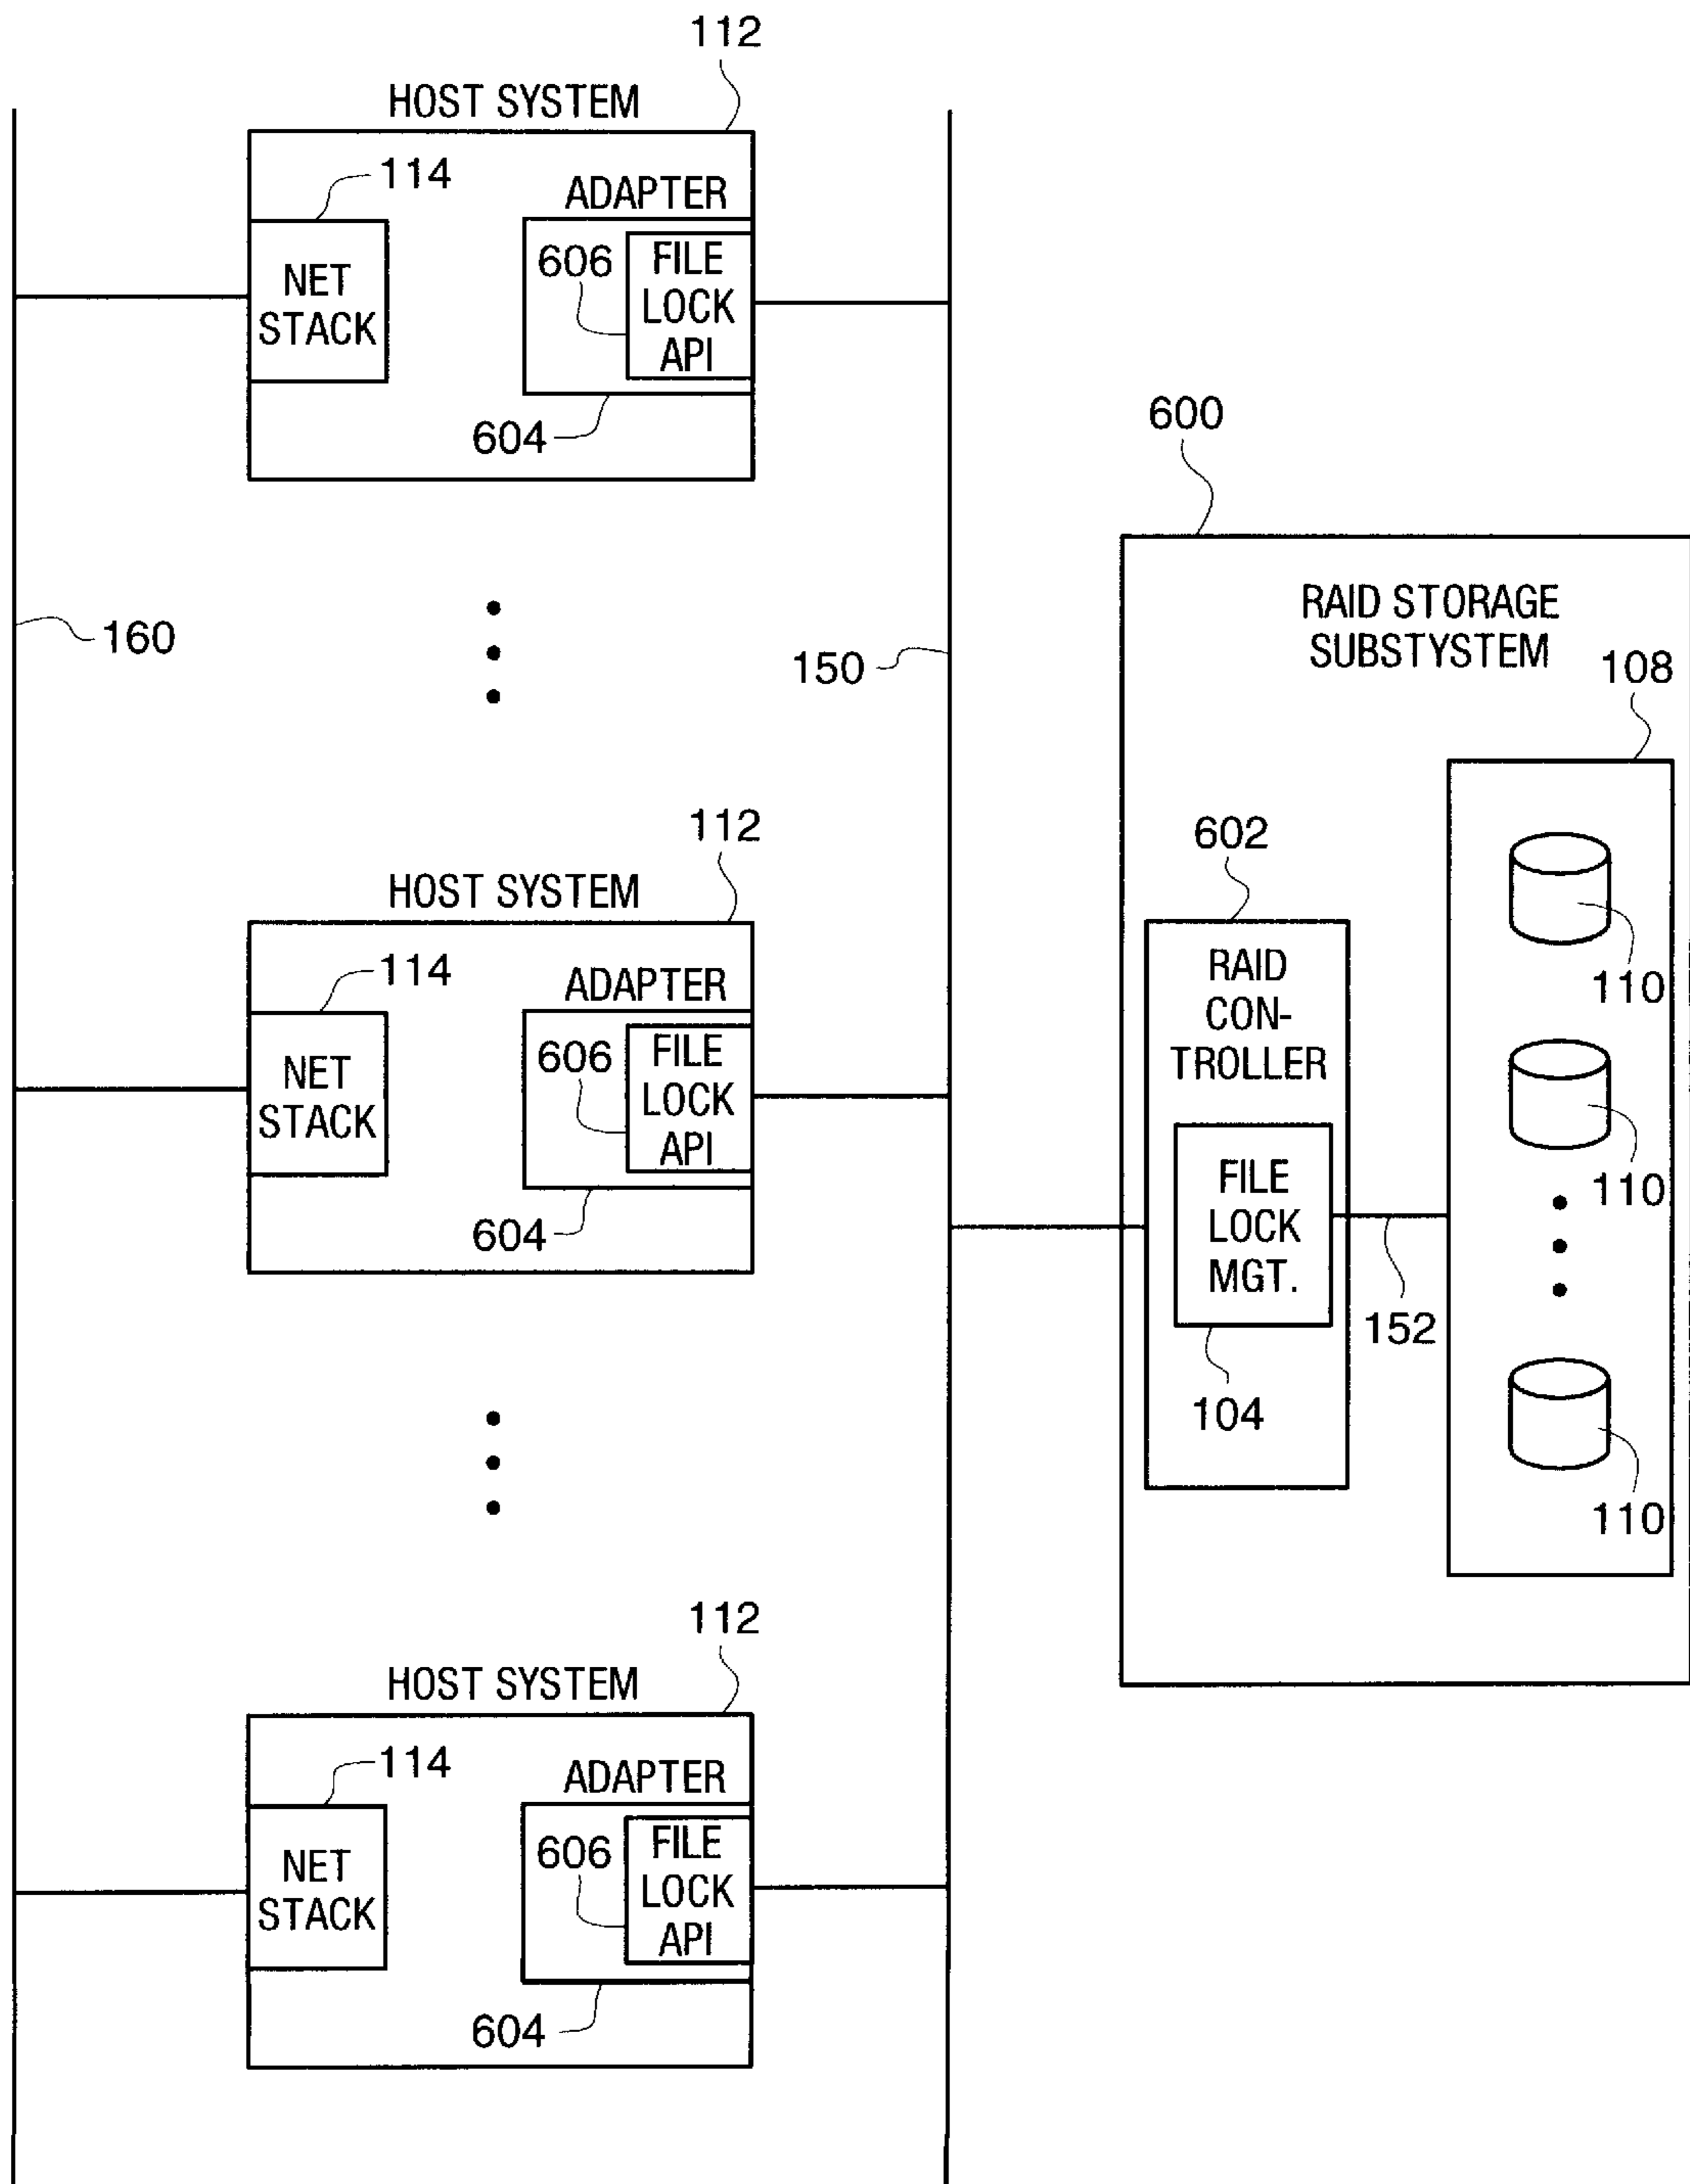 112
HOST SYSTEM
114
ADAPTER
NET
STACK
606
FILE
LOCK
API
604
160
150
112
HOST SYSTEM
114
ADAPTER
NET
STACK
606
FILE
LOCK
API
604
112
HOST SYSTEM
114
ADAPTER
NET
STACK
606
FILE
LOCK
API
604
600
RAID STORAGE
SUBSTYSTEM
108
602
RAID
CON-
TROLLER
FILE
LOCK
MGT.
104
152
110
110
110